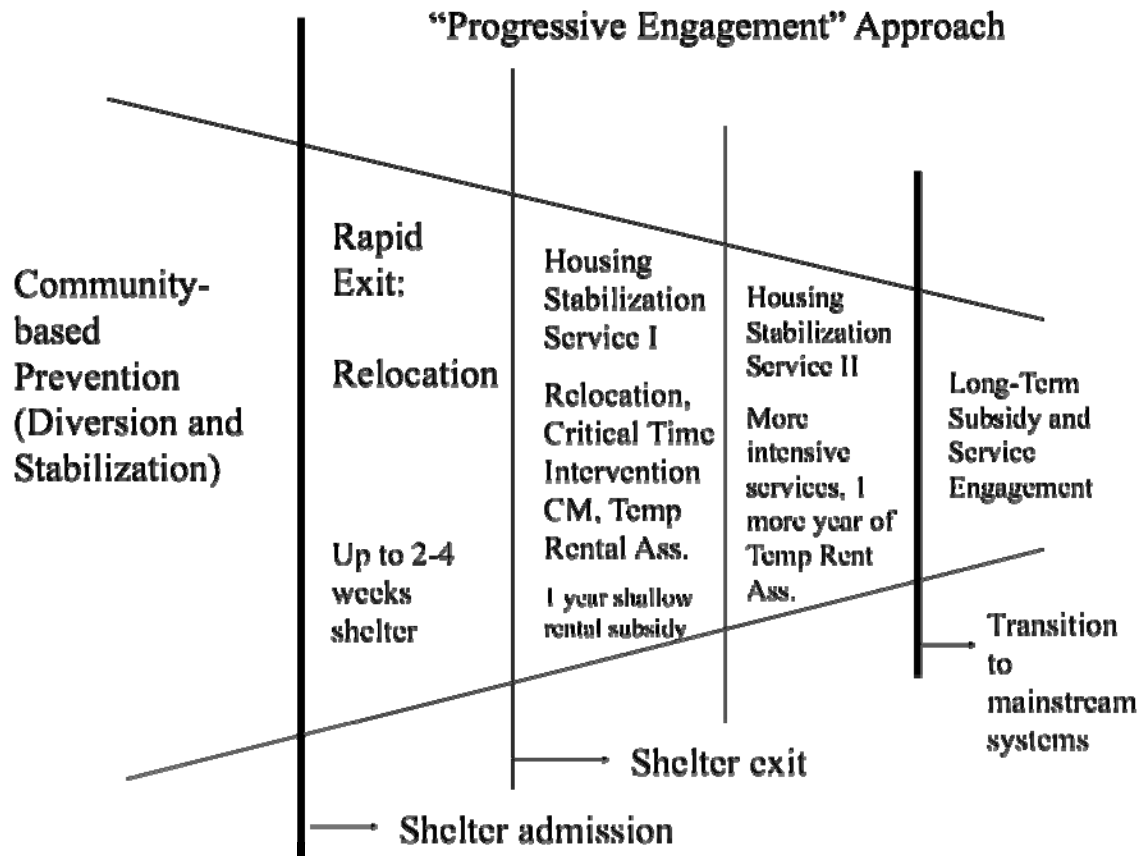 “Progressive Engagement” Approach
Community-
based
Prevention
(Diversion and
Stabilization)
Rapid
Exit:
Relocation
Up to 2-4
weeks
shelter
Housing
Stabilization
Service I
Relocation,
Critical Time
Intervention
CM, Temp
Rental Ass.
1 year shallow
rental subsidy
Housing
Stabilization
Service II
More
intensive
services, 1
more year of
Temp Rent
Ass.
Long-Term
Subsidy and
Service
Engagement
Transition
to
mainstream
systems
Shelter exit
Shelter admission